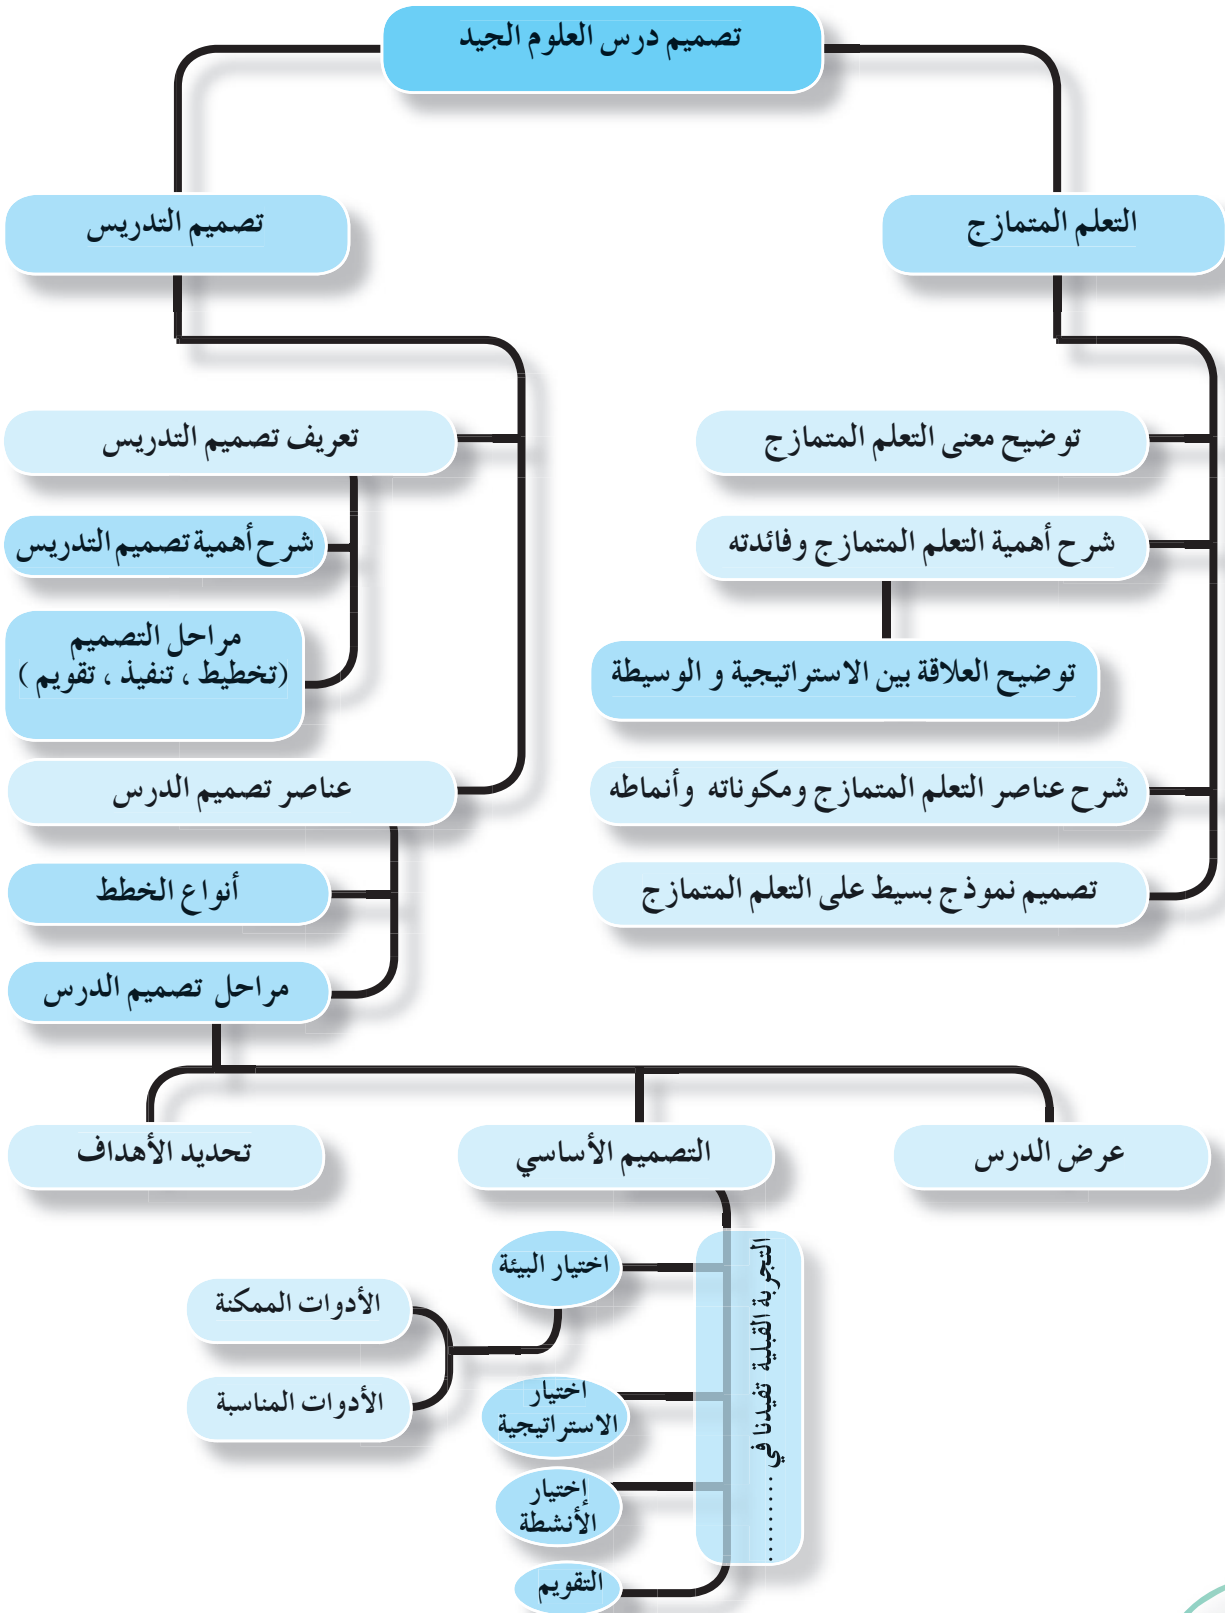 تصميم درس العلوم الجيد
التعلم المتمازج
تصميم التدريس
توضيح معنى التعلم المتمازج
شرح أهمية التعلم المتمازج وفائدته
توضيح العلاقة بين الاستراتيجية و الوسيطة
شرح عناصر التعلم المتمازج ومكوناته وأنماطه
تصميم نموذج بسيط على التعلم المتمازج
تعريف تصميم التدريس
شرح أهمية تصميم التدريس
مراحل التصميم
(تخطيط ، تنفيذ ، تقويم )
عناصر تصميم الدرس
أنواع الخطط
مراحل تصميم الدرس
عرض الدرس
التصميم الأساسي
تحديد الأهداف
التجربة القبلية تفيدنا في ..........
اختيار البيئة
الأدوات الممكنة
الأدوات المناسبة
اختيار
الاستراتيجية
إختيار
الأنشطة
التقويم